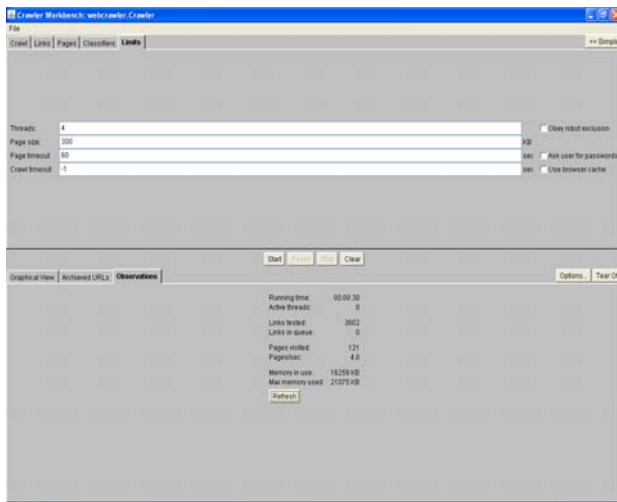 Crawler Workbench: webcrawler.Crawler
File
Crawl Links Pages Classifiers Limits << Simple
Threads: 4 Obey robot exclusion
Page size: 300 KB
Page timeout: 60 sec Ask user for passwords
Crawl timeout: -1 sec Use browser cache
Start Pause Stop Clear
Graphical View Archieved URLs Observations Options... Tear Of
Running time: 00:00:30
Active threads: 0
Links tested: 3602
Links in queue: 0
Pages visited: 121
Pages/sec: 4.0
Memory in use: 16259 KB
Max memory used: 21075 KB
Refresh